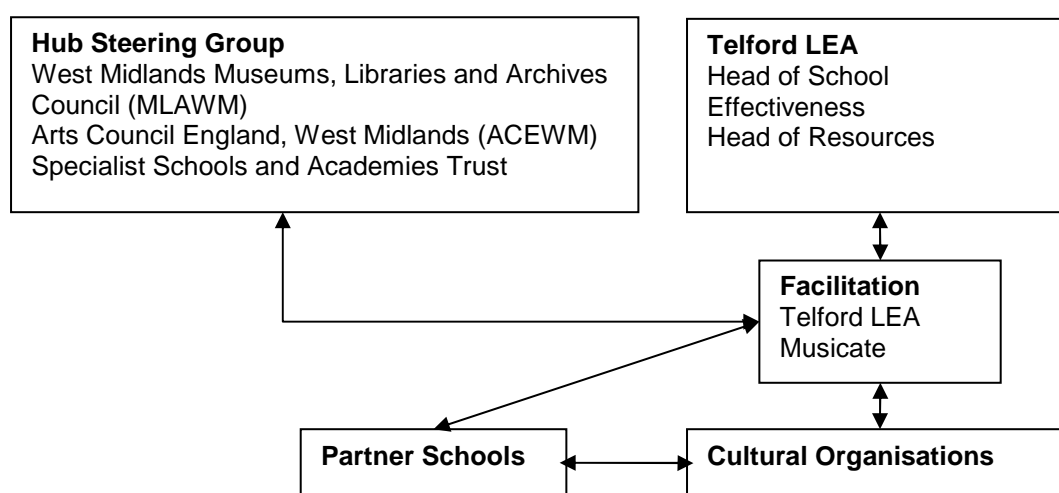 Hub Steering Group
West Midlands Museums, Libraries and Archives
Council (MLAWM)
Arts Council England, West Midlands (ACEWM)
Specialist Schools and Academies Trust
Telford LEA
Head of School
Effectiveness
Head of Resources
Facilitation
Telford LEA
Musicate
Partner Schools
Cultural Organisations